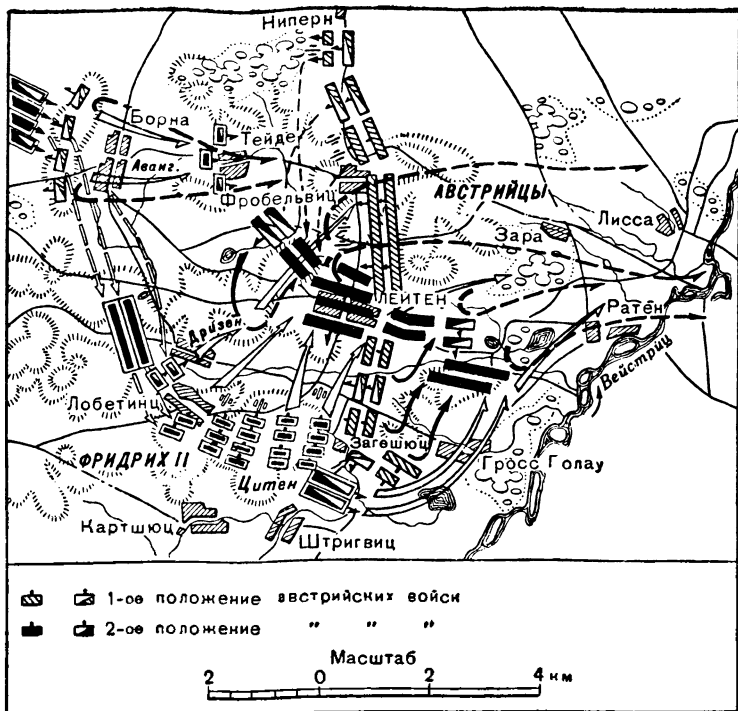 Ниперн
Борна
Тейде
Аванг.
Фробельвиц
АВСТРИЙЦЫ
Лисса
Зара
ЛЕЙТЕН
Ратен
Дризен
Вейстриц
Лобетинц
Загешюц
ФРИДРИХ II
Цитен
Гросс Голау
Картшюц
Штригвиц
1-ое положение австрийских войск
2-ое положение " " "
Масштаб
2 0 2 4 км